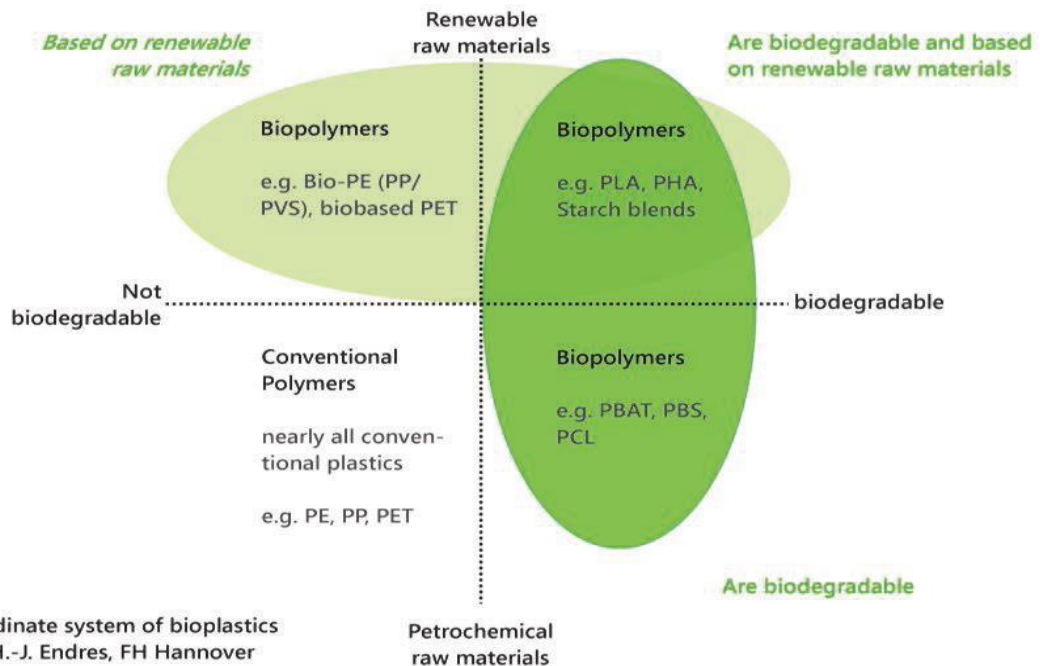 Renewable
raw materials
Based on renewable
raw materials
Are biodegradable and based
on renewable raw materials
Biopolymers
e.g. Bio-PE (PP/
PVS), biobased PET
Biopolymers
e.g. PLA, PHA,
Starch blends
Not
biodegradable
biodegradable
Conventional
Polymers
nearly all conven-
tional plastics
e.g. PE, PP, PET
Biopolymers
e.g. PBAT, PBS,
PCL
Are biodegradable
Petrochemical
raw materials
dinate system of bioplastics
.-J. Endres, FH Hannover